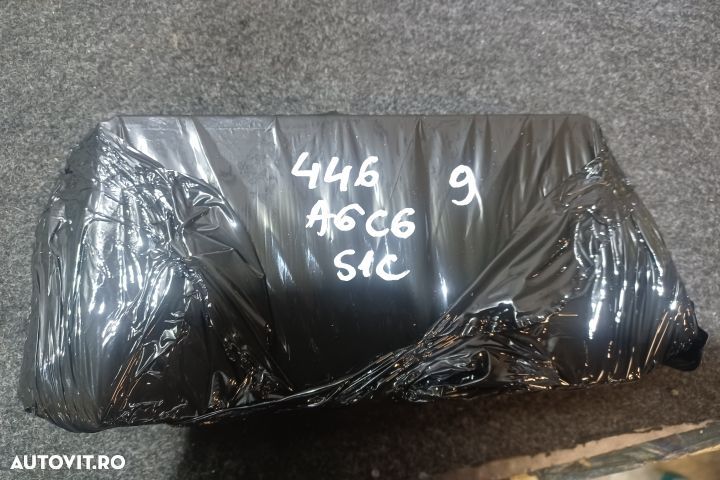 446 9
A6C6
S1C
AUTOVIT.RO